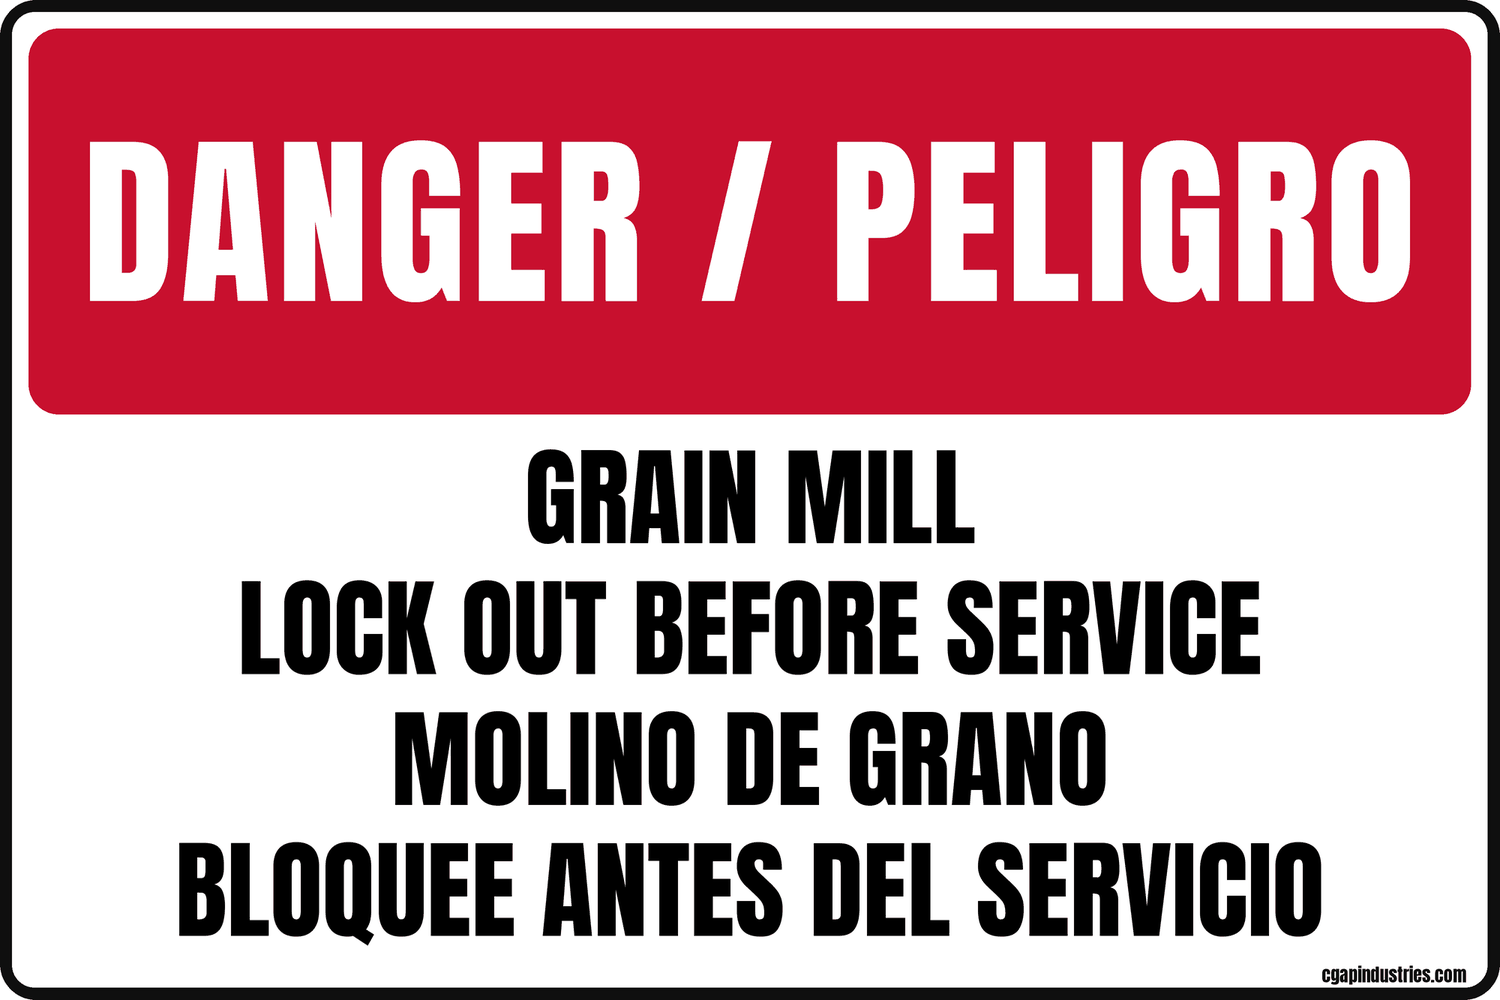 DANGER / PELIGRO
GRAIN MILL
LOCK OUT BEFORE SERVICE
MOLINO DE GRANO
BLOQUEE ANTES DEL SERVICIO
cgapindustries.com